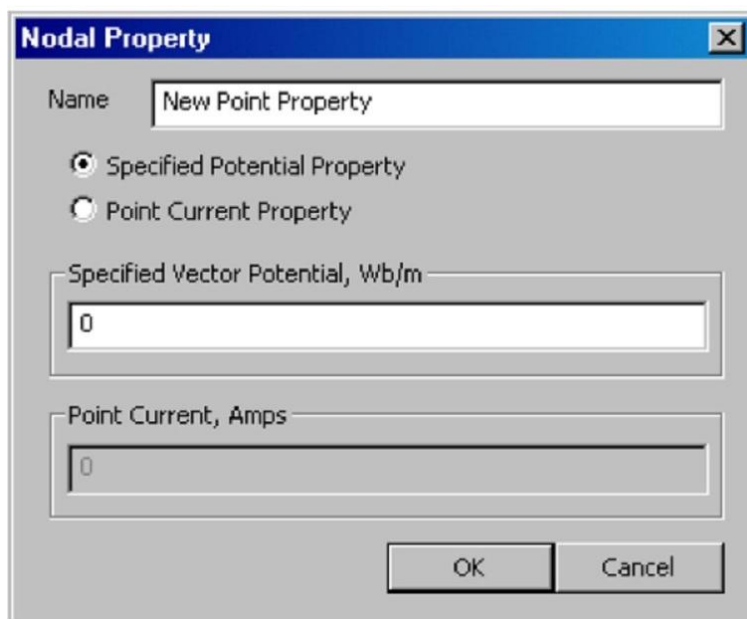 Nodal Property
Name New Point Property
Specified Potential Property
Point Current Property
Specified Vector Potential, Wb/m
0
Point Current, Amps
0
OK Cancel